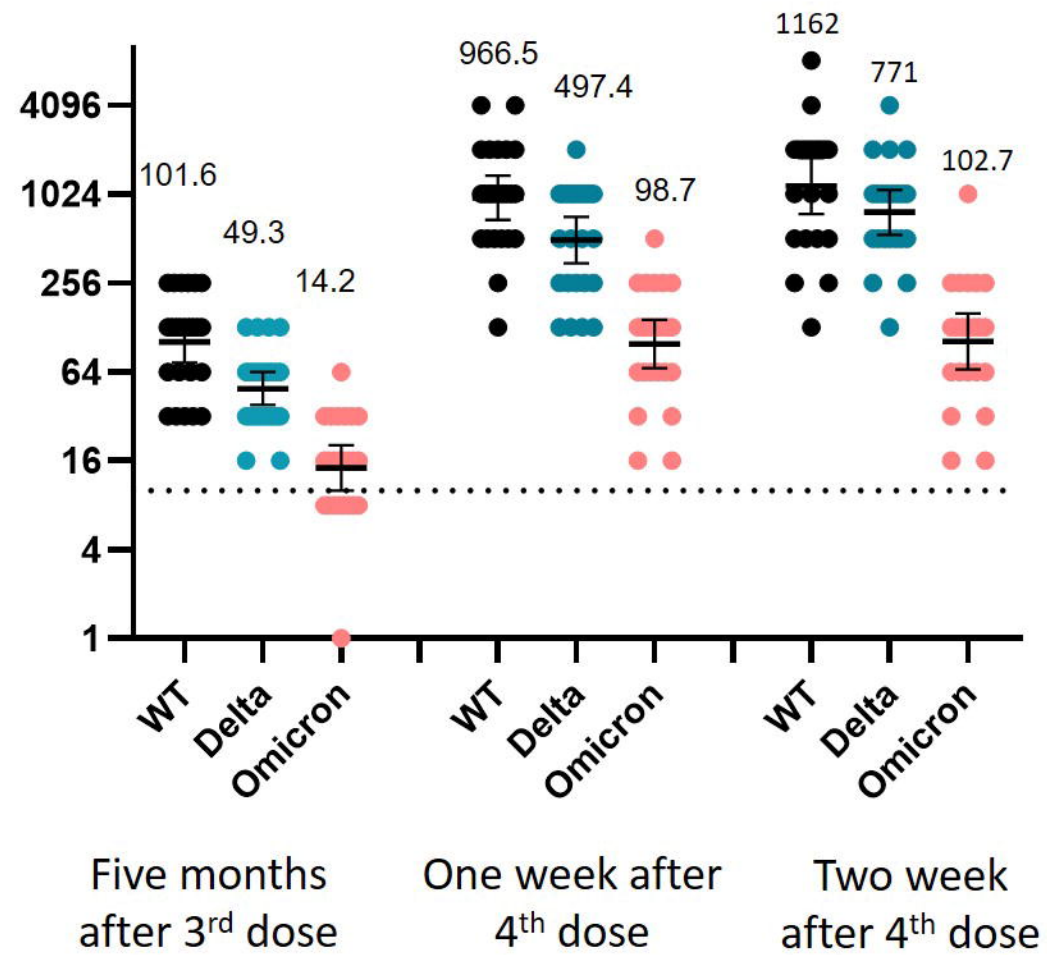 1162
966.5
771
497.4
4096
101.6
1024
98.7
102.7
49.3
14.2
256
64
16
4
1
WT
Delta
Omicron
WT
Delta
Omicron
WT
Delta
Omicron
Five months
after 3rd dose
One week after
4th dose
Two week
after 4th dose